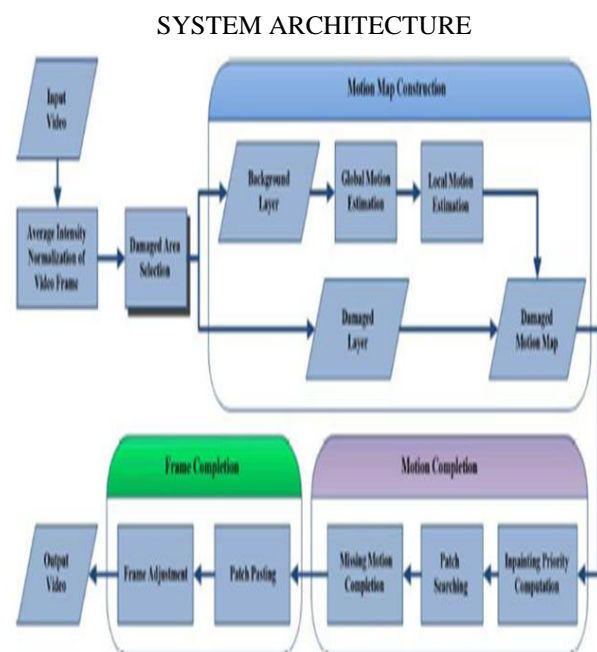 SYSTEM ARCHITECTURE
Input
Video
Average Intensity
Normalization of
Video Frame
Damaged Area
Selection
Motion Map Construction
Background
Layer
Global Motion
Estimation
Local Motion
Estimation
Damaged
Layer
Damaged
Motion Map
Motion Completion
Inpainting Priority
Computation
Patch
Searching
Missing Motion
Completion
Frame Completion
Patch Pasting
Frame Adjustment
Output
Video